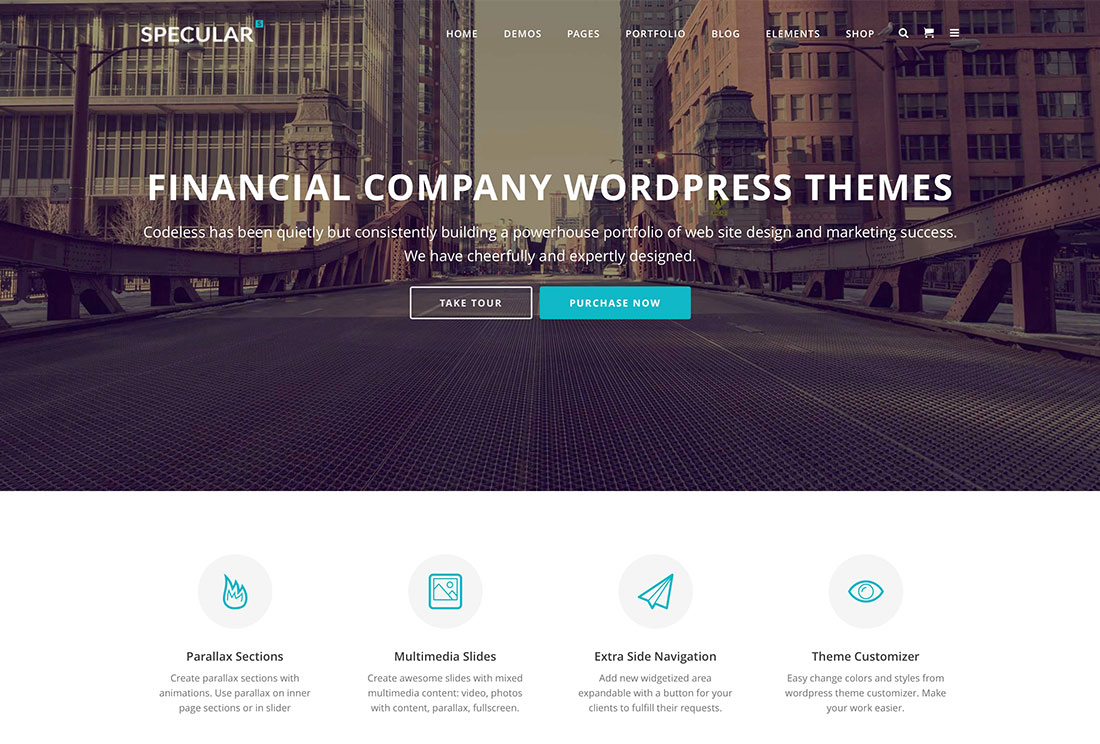 SPECULAR S
HOME DEMOS PAGES PORTFOLIO BLOG ELEMENTS SHOP
FINANCIAL COMPANY WORDPRESS THEMES
Codeless has been quietly but consistently building a powerhouse portfolio of web site design and marketing success.
We have cheerfully and expertly designed.
TAKE TOUR PURCHASE NOW
Parallax Sections
Create parallax sections with
animations. Use parallax on inner
page sections or in slider
Multimedia Slides
Create awesome slides with mixed
multimedia content: video, photos
with content, parallax, fullscreen.
Extra Side Navigation
Add new widgetized area
expandable with a button for your
clients to fulfill their requests.
Theme Customizer
Easy change colors and styles from
wordpress theme customizer. Make
your work easier.